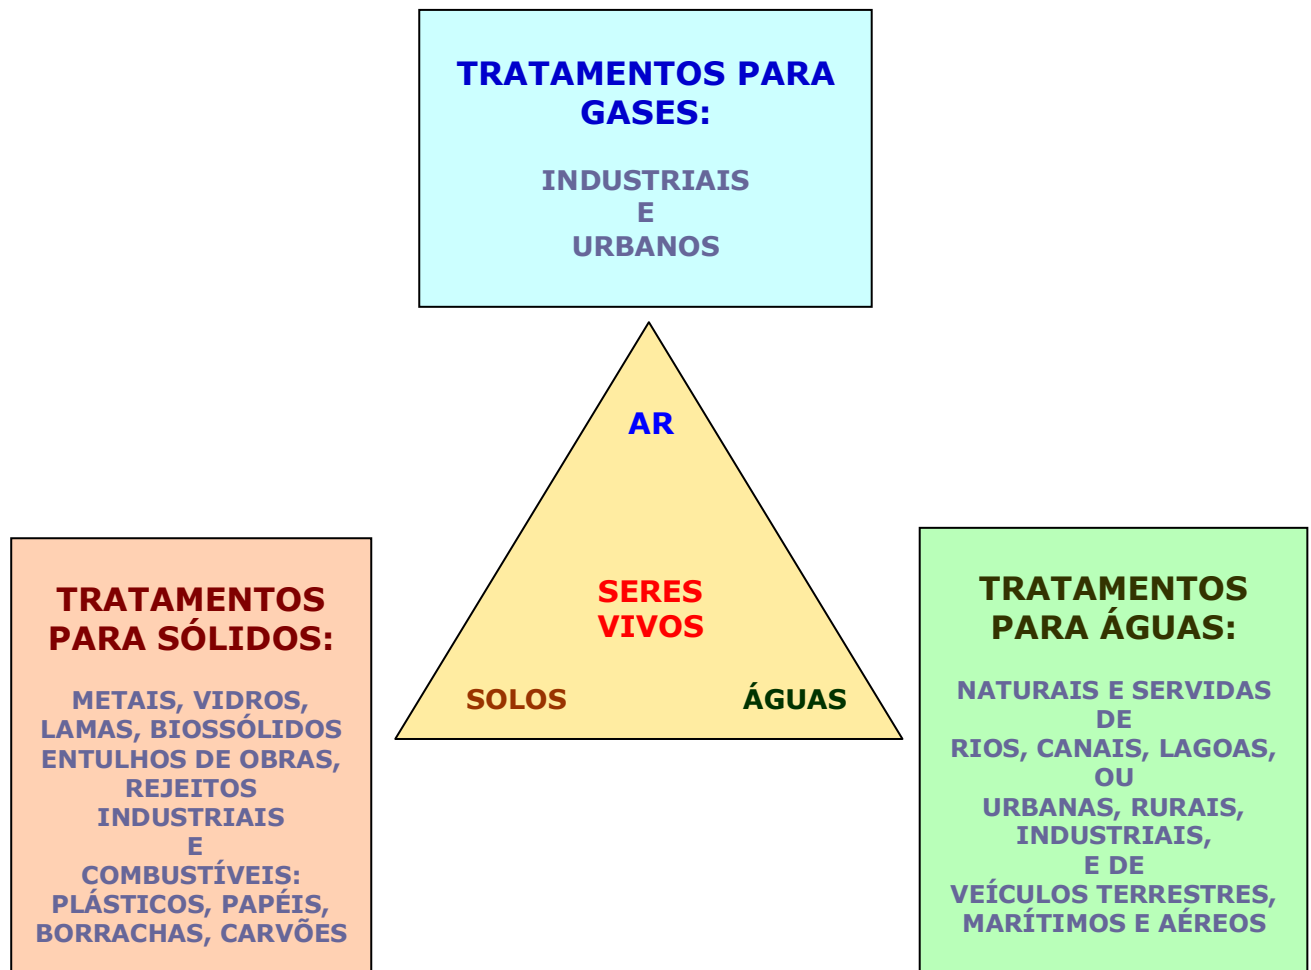 TRATAMENTOS PARA
GASES:
INDUSTRIAIS
E
URBANOS
AR
SERES
VIVOS
SOLOS
ÁGUAS
TRATAMENTOS
PARA SÓLIDOS:
METAIS, VIDROS,
LAMAS, BIOSSÓLIDOS
ENTULHOS DE OBRAS,
REJEITOS
INDUSTRIAIS
E
COMBUSTÍVEIS:
PLÁSTICOS, PAPÉIS,
BORRACHAS, CARVÕES
TRATAMENTOS
PARA ÁGUAS:
NATURAIS E SERVIDAS
DE
RIOS, CANAIS, LAGOAS,
OU
URBANAS, RURAIS,
INDUSTRIAIS,
E DE
VEÍCULOS TERRESTRES,
MARÍTIMOS E AÉREOS